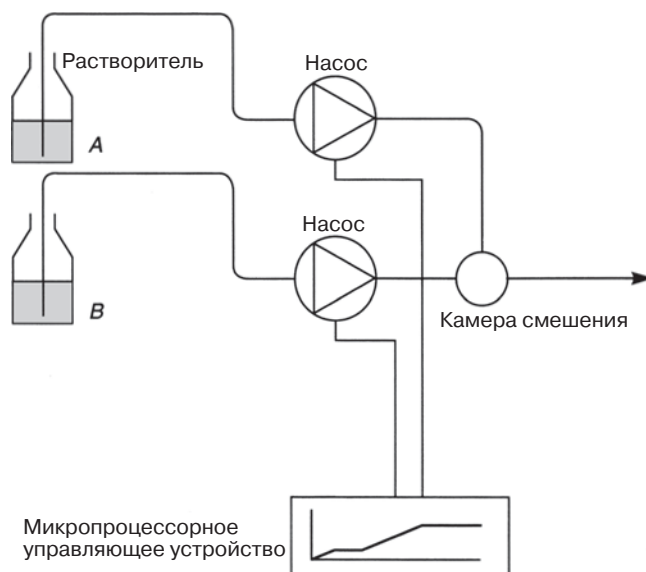 Растворитель
Насос
A
Насос
B
Камера смешения
Микропроцессорное
управляющее устройство